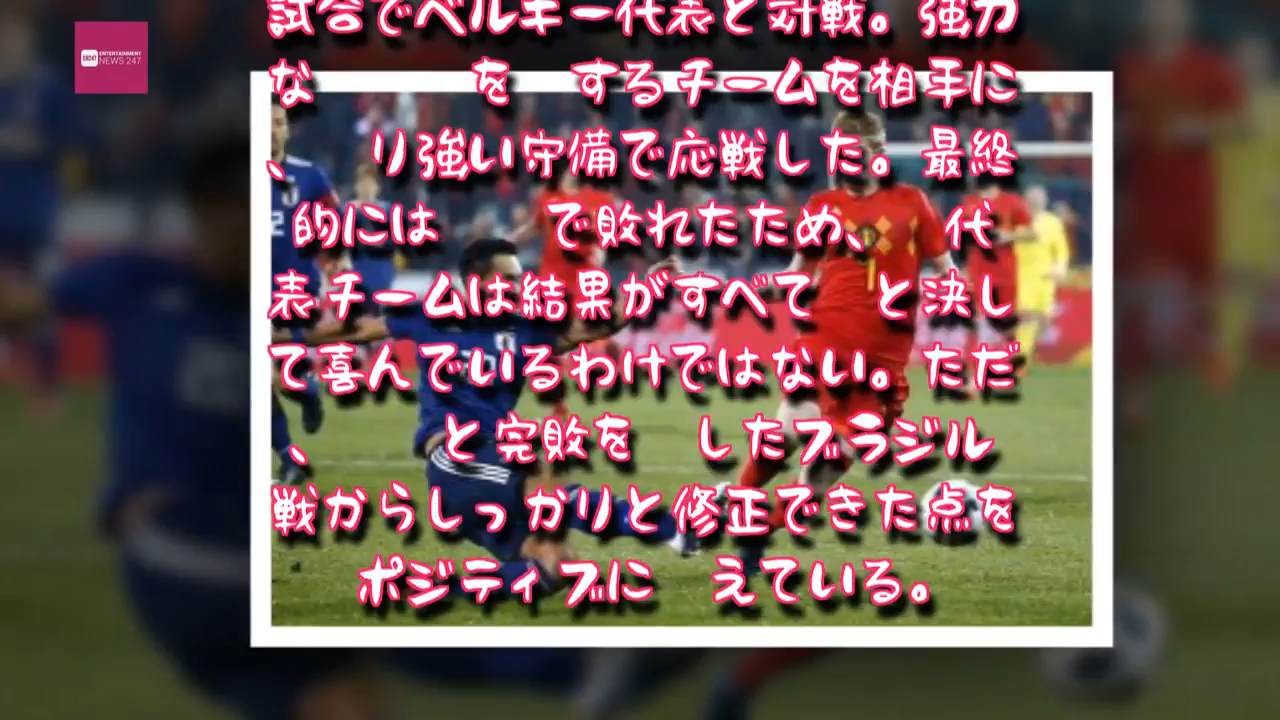 ENTERTAINMENT
NEWS 247
試合でベルギー代表と対戦。強力
な を するチームを相手に
、 り強い守備で応戦した。最終
的には で敗れたため、 代
表チームは結果がすべて と決し
て喜んでいるわけではない。ただ
、 と完敗を したブラジル
戦からしっかりと修正できた点を
ポジティブに えている。